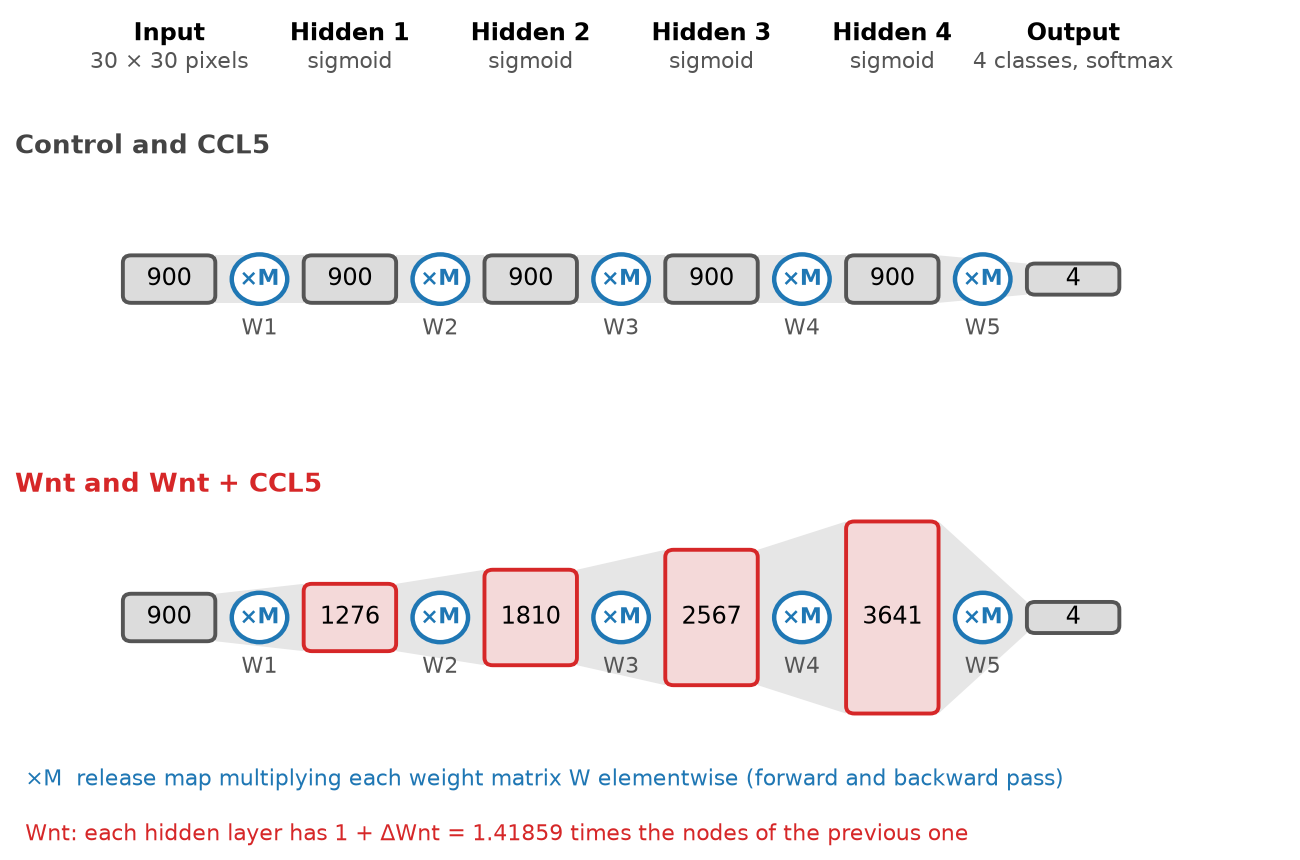 Input Hidden 1 Hidden 2 Hidden 3 Hidden 4 Output
30 × 30 pixels sigmoid sigmoid sigmoid sigmoid 4 classes, softmax
Control and CCL5
900 ×M 900 ×M 900 ×M 900 ×M 900 ×M 4
W1 W2 W3 W4 W5
Wnt and Wnt + CCL5
900 ×M 1276 ×M 1810 ×M 2567 ×M 3641 ×M 4
W1 W2 W3 W4 W5
×M release map multiplying each weight matrix W elementwise (forward and backward pass)
Wnt: each hidden layer has 1 + ΔWnt = 1.41859 times the nodes of the previous one